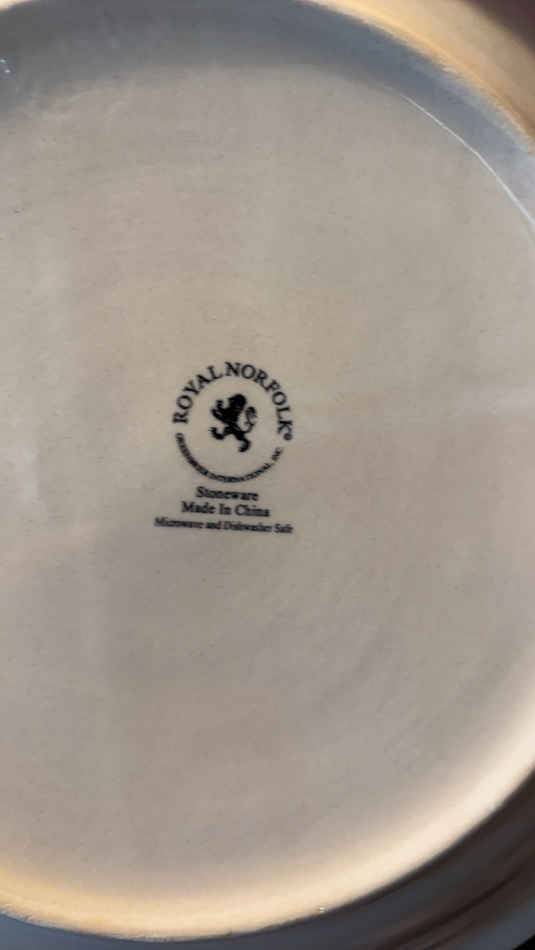 ROYAL NORFOLK®
GREENBRIER INTERNATIONAL, INC.
Stoneware
Made In China
Microwave and Dishwasher Safe